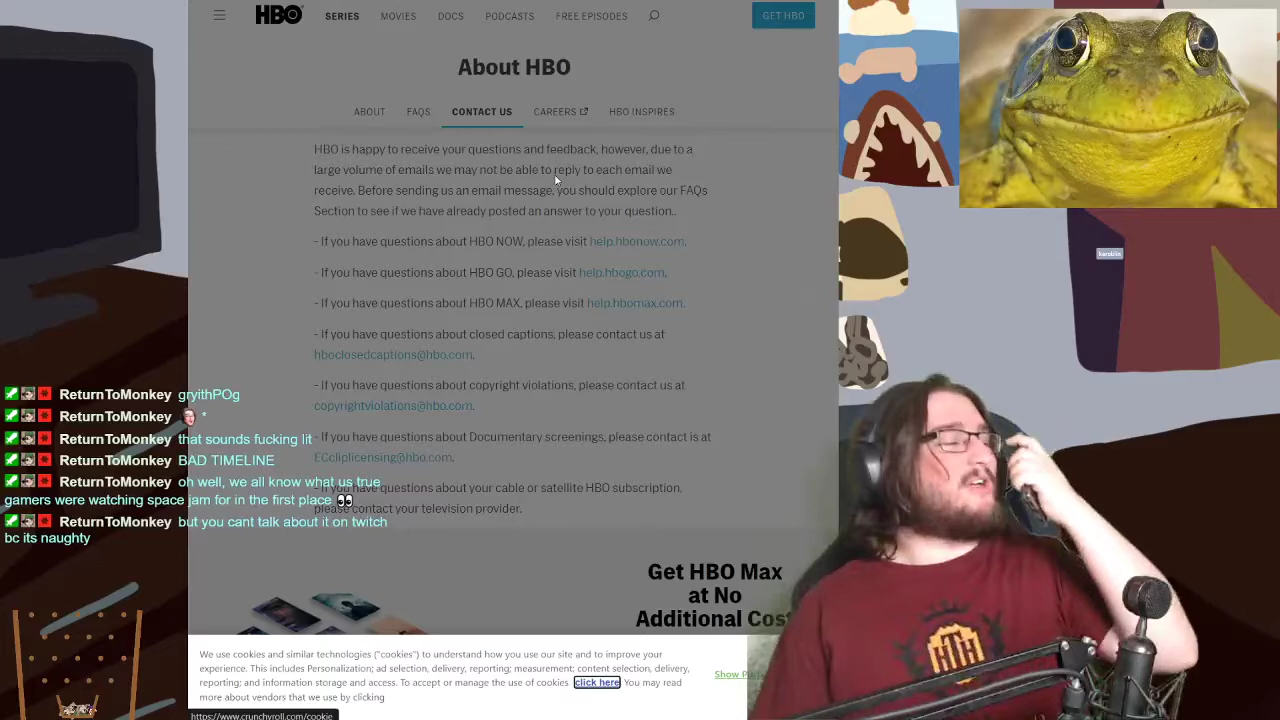 HBO
SERIES
MOVIES
DOCS
PODCASTS
FREE EPISODES
GET HBO
About HBO
ABOUT
FAQS
CONTACT US
CAREERS
HBO INSPIRES
HBO is happy to receive your questions and feedback, however, due to a
large volume of emails we may not be able to reply to each email we
receive. Before sending us an email message, you should explore our FAQs
Section to see if we have already posted an answer to your question..
- If you have questions about HBO NOW, please visit help.hbonow.com.
- If you have questions about HBO GO, please visit help.hbogo.com.
- If you have questions about HBO MAX, please visit help.hbomax.com.
- If you have questions about closed captions, please contact us at
hboclosedcaptions@hbo.com.
- If you have questions about copyright violations, please contact us at
copyrightviolations@hbo.com.
- If you have questions about Documentary screenings, please contact is at
ECcliplicensing@hbo.com.
- If you have questions about your cable or satellite HBO subscription,
please contact your television provider.
Get HBO Max
at No
Additional Cost
We use cookies and similar technologies ("cookies") to understand how you use our site and to improve your
experience. This includes Personalization; ad selection, delivery, reporting; measurement; content selection, delivery,
reporting; and information storage and access. To accept or manage the use of cookies click here. You may read
more about vendors that we use by clicking
Show
https://www.crunchyroll.com/cookie
ReturnToMonkey gryithPOg
ReturnToMonkey *
ReturnToMonkey that sounds fucking lit
ReturnToMonkey BAD TIMELINE
ReturnToMonkey oh well, we all know what us true
gamers were watching space jam for in the first place 👀
ReturnToMonkey but you cant talk about it on twitch
bc its naughty